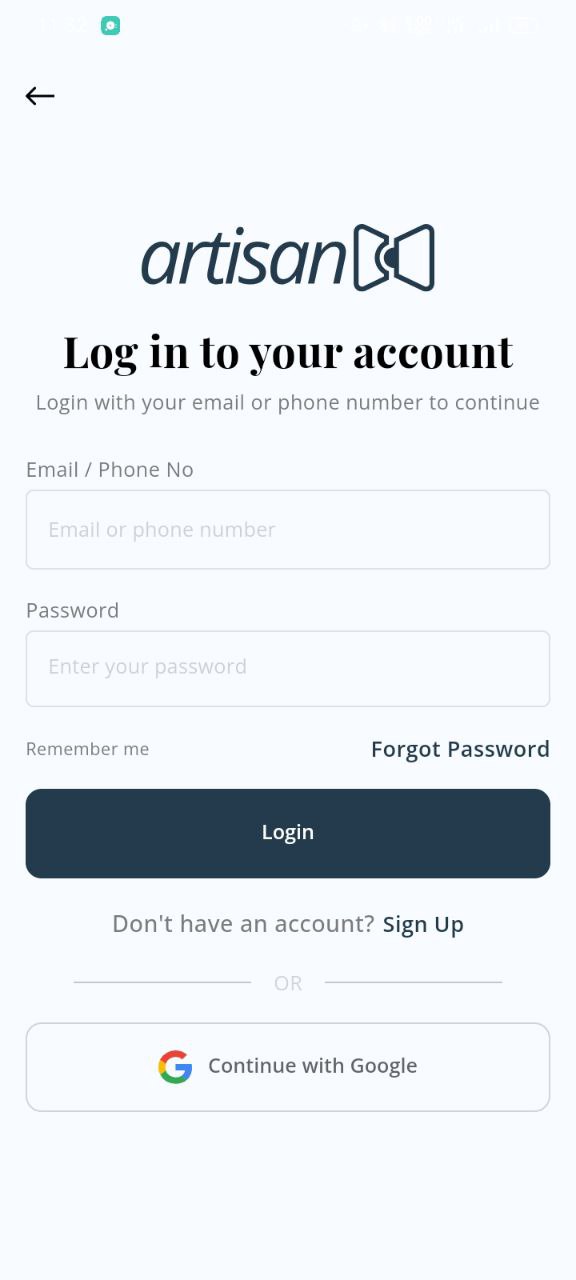 artisan
Log in to your account
Login with your email or phone number to continue
Email / Phone No
Email or phone number
Password
Enter your password
Remember me Forgot Password
Login
Don't have an account? Sign Up
OR
Continue with Google